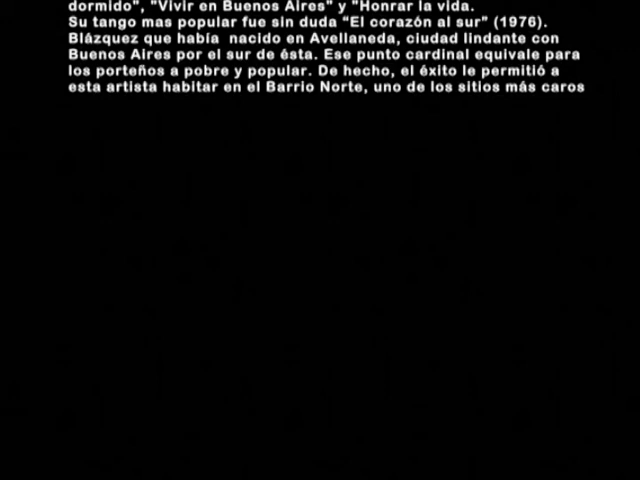 dormido", "Vivir en Buenos Aires" y "Honrar la vida.
Su tango mas popular fue sin duda “El corazón al sur” (1976).
Blázquez que había  nacido en Avellaneda, ciudad lindante con
Buenos Aires por el sur de ésta. Ese punto cardinal equivale para
los porteños a pobre y popular. De hecho, el éxito le permitió a
esta artista habitar en el Barrio Norte, uno de los sitios más caros